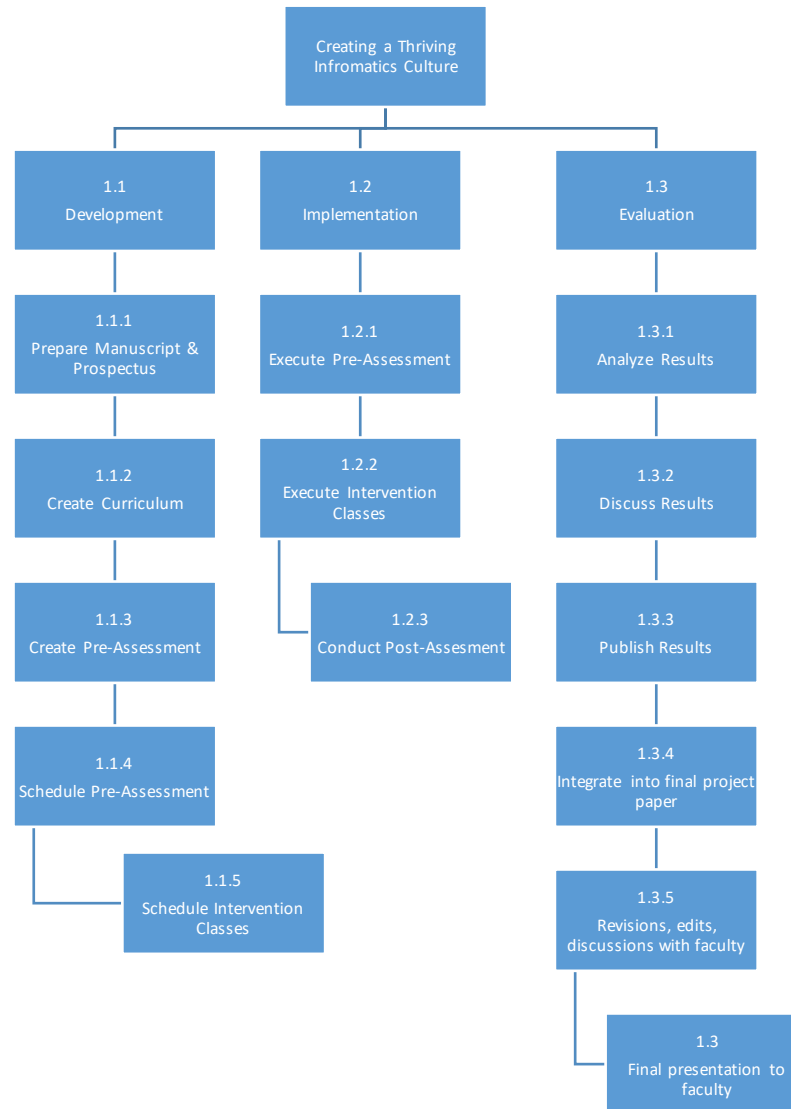 Creating a Thriving
Infromatics Culture
1.1
Development
1.2
Implementation
1.3
Evaluation
1.1.1
Prepare Manuscript &
Prospectus
1.2.1
Execute Pre-Assessment
1.3.1
Analyze Results
1.1.2
Create Curriculum
1.2.2
Execute Intervention
Classes
1.3.2
Discuss Results
1.1.3
Create Pre-Assessment
1.2.3
Conduct Post-Assesment
1.3.3
Publish Results
1.1.4
Schedule Pre-Assessment
1.3.4
Integrate into final project
paper
1.1.5
Schedule Intervention
Classes
1.3.5
Revisions, edits,
discussions with faculty
1.3
Final presentation to
faculty